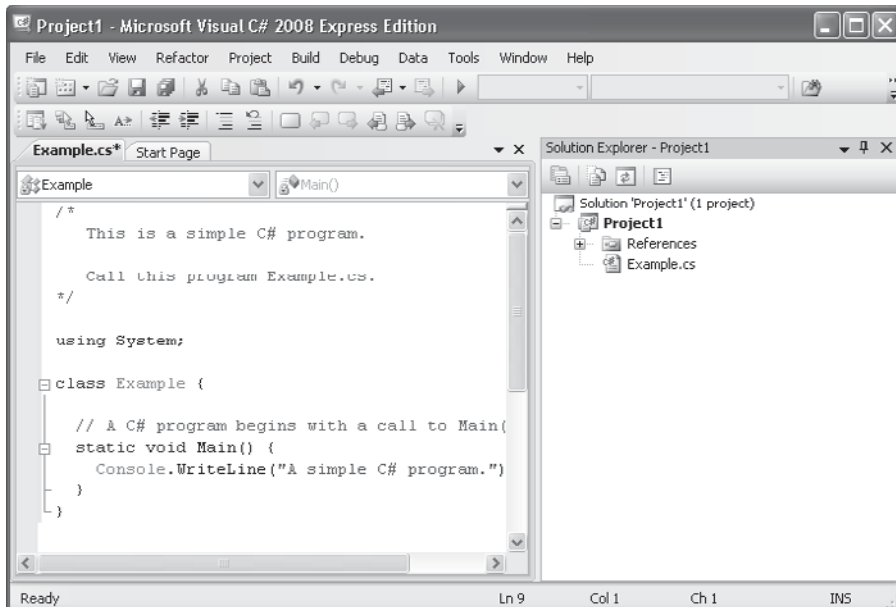 Project1 - Microsoft Visual C# 2008 Express Edition
File Edit View Refactor Project Build Debug Data Tools Window Help
Example.cs* Start Page
Example Main()
/*
This is a simple C# program.
Call this program Example.cs.
*/
using System;
class Example {
// A C# program begins with a call to Main(
static void Main() {
Console.WriteLine("A simple C# program.")
}
}
Solution Explorer - Project1
Solution 'Project1' (1 project)
Project1
References
Example.cs
Ready Ln 9 Col 1 Ch 1 INS